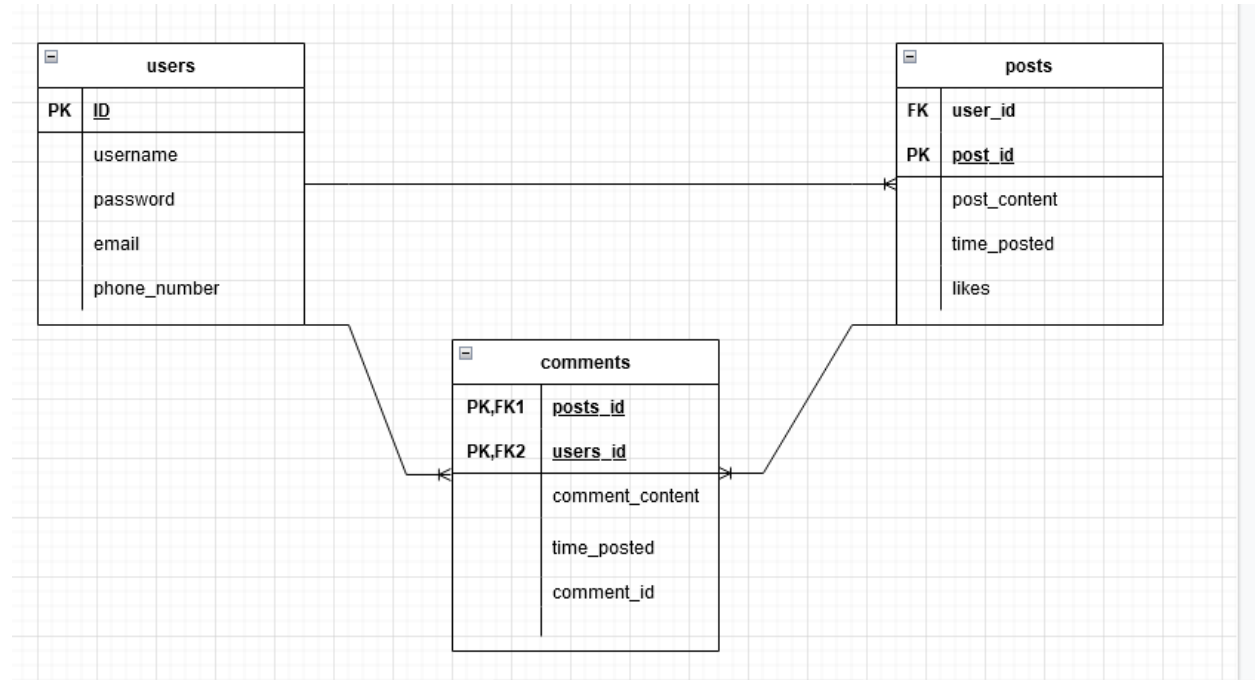 users
PK ID
username
password
email
phone_number
posts
FK user_id
PK post_id
post_content
time_posted
likes
comments
PK,FK1 posts_id
PK,FK2 users_id
comment_content
time_posted
comment_id